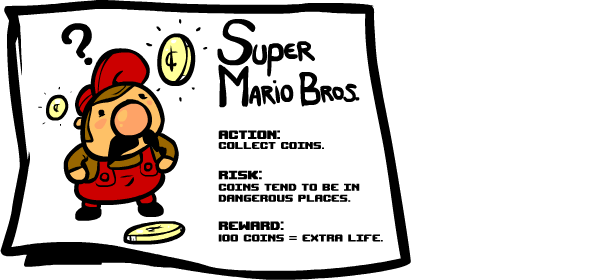 ?
¢
¢
Super
Mario Bros.
ACTION:
COLLECT COINS.
RISK:
COINS TEND TO BE IN
DANGEROUS PLACES.
REWARD:
100 COINS = EXTRA LIFE.